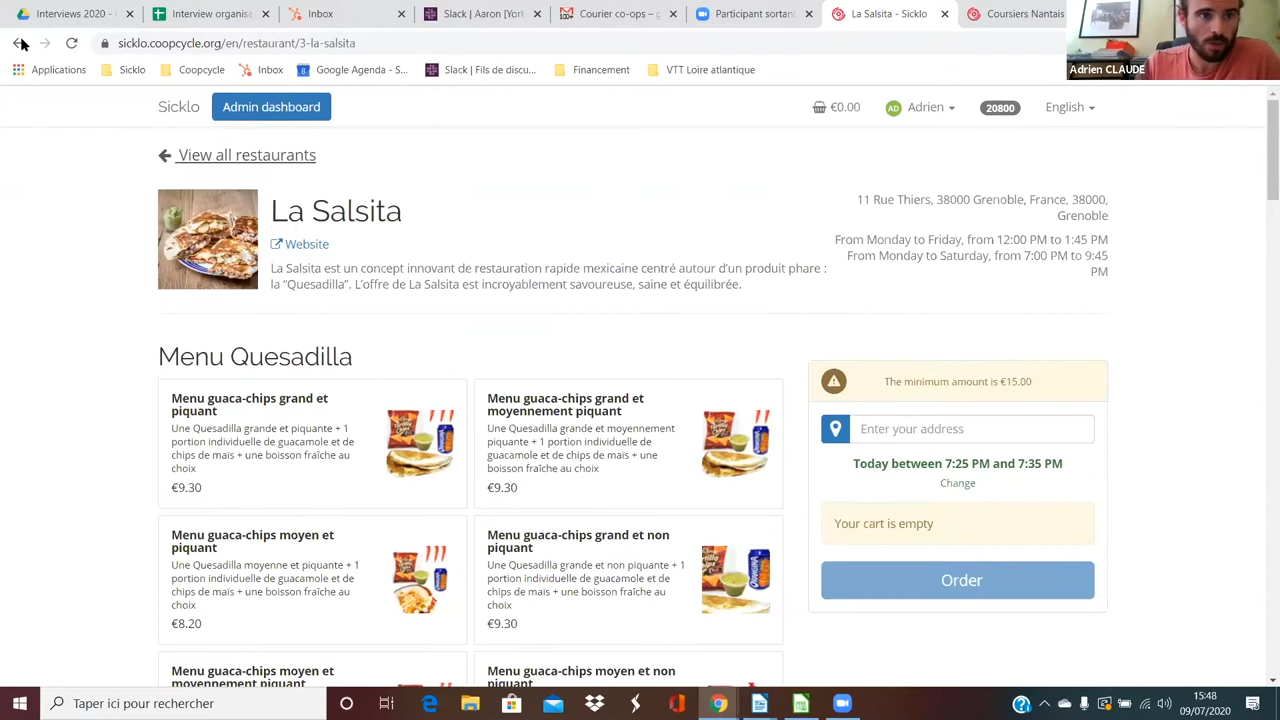 Interviews 2020 -
Interview organise
Inbox
Slack | Aaron [York
Courier co-ops – g
Participant sortant
La Salsita - Sicklo
Coursiers Nantais
sicklo.coopcycle.org/en/restaurant/3-la-salsita
Applications
Sicklo
Coopcycle
Inbox
Google Agenda - S...
Slack | Fils de discu...
Financement
VTV Loire atlantique
Adrien CLAUDE
Sicklo
Admin dashboard
€0.00
AD
Adrien
20800
English
View all restaurants
La Salsita
Website
La Salsita est un concept innovant de restauration rapide mexicaine centré autour d'un produit phare :
la "Quesadilla". L'offre de La Salsita est incroyablement savoureuse, saine et équilibrée.
11 Rue Thiers, 38000 Grenoble, France, 38000,
Grenoble
From Monday to Friday, from 12:00 PM to 1:45 PM
From Monday to Saturday, from 7:00 PM to 9:45
PM
Menu Quesadilla
Menu guaca-chips grand et
piquant
Une Quesadilla grande et piquante + 1
portion individuelle de guacamole et de
chips de maïs + une boisson fraîche au
choix
€9.30
Menu guaca-chips grand et
moyennement piquant
Une Quesadilla grande et moyennement
piquante + 1 portion individuelle de
guacamole et de chips de maïs + une
boisson fraîche au choix
€9.30
Menu guaca-chips moyen et
piquant
Une Quesadilla moyenne et piquante + 1
portion individuelle de guacamole et de
chips de maïs + une boisson fraîche au
choix
€8.20
Menu guaca-chips grand et non
piquant
Une Quesadilla grande et non piquante + 1
portion individuelle de guacamole et de
chips de maïs + une boisson fraîche au
choix
€9.30
Menu guaca-chips moyen et
moyennement piquant
Menu guaca-chips moyen et non
piquant
The minimum amount is €15.00
Enter your address
Today between 7:25 PM and 7:35 PM
Change
Your cart is empty
Order
Taper ici pour rechercher
15:48
09/07/2020